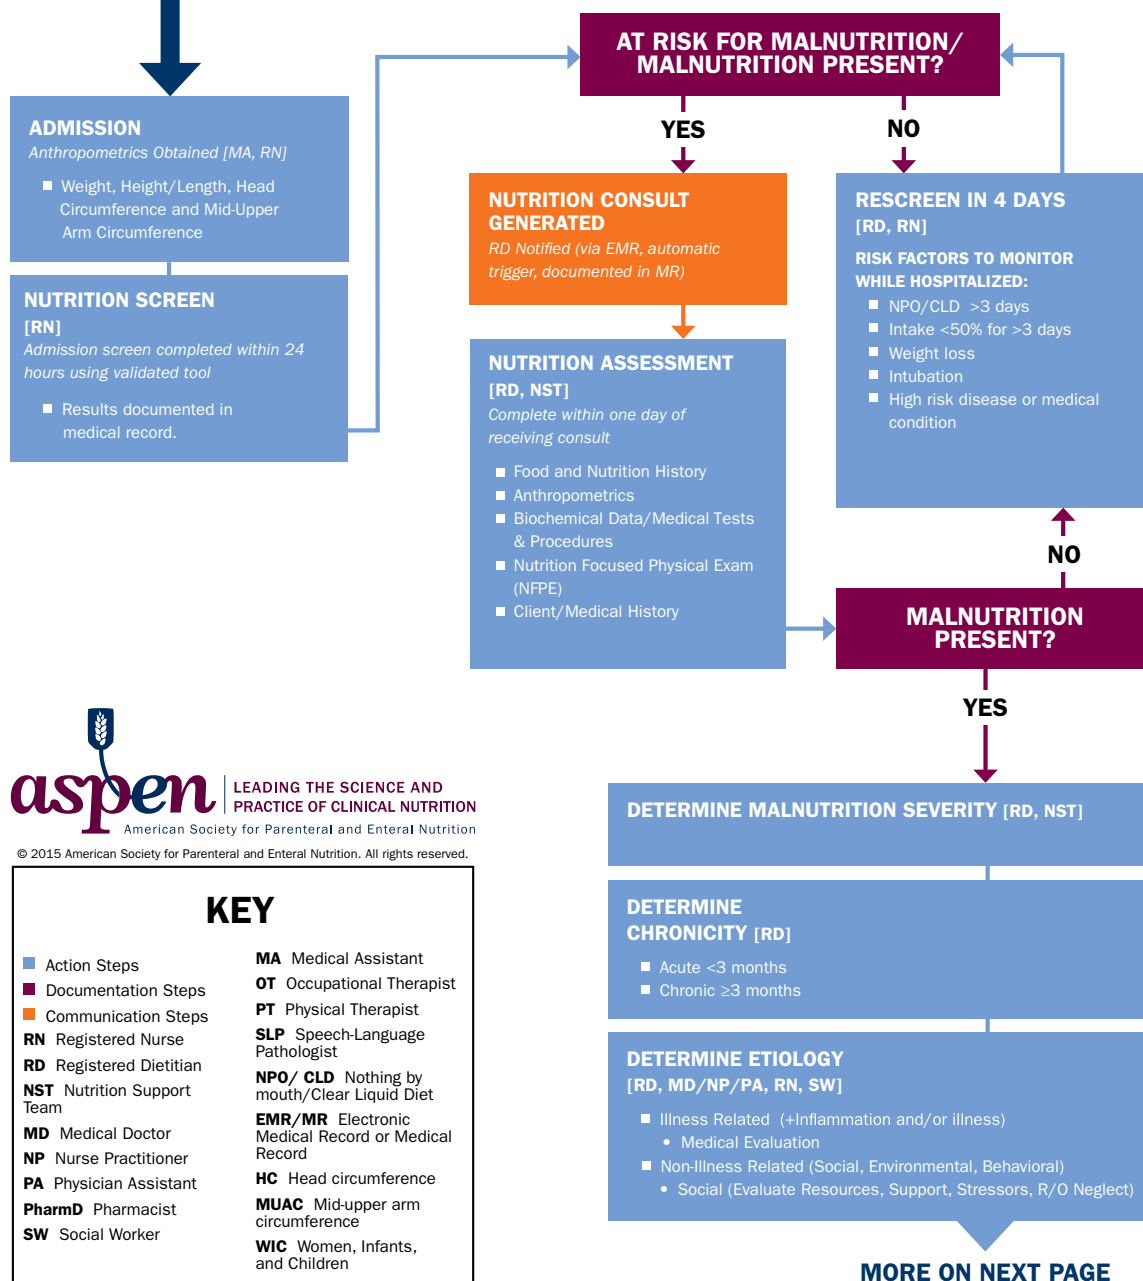 AT RISK FOR MALNUTRITION/
MALNUTRITION PRESENT?
YES
NO
ADMISSION
Anthropometrics Obtained [MA, RN]
■ Weight, Height/Length, Head
Circumference and Mid-Upper
Arm Circumference
NUTRITION SCREEN
[RN]
Admission screen completed within 24
hours using validated tool
■ Results documented in
medical record.
NUTRITION CONSULT
GENERATED
RD Notified (via EMR, automatic
trigger, documented in MR)
NUTRITION ASSESSMENT
[RD, NST]
Complete within one day of
receiving consult
■ Food and Nutrition History
■ Anthropometrics
■ Biochemical Data/Medical Tests
& Procedures
■ Nutrition Focused Physical Exam
(NFPE)
■ Client/Medical History
RESCREEN IN 4 DAYS
[RD, RN]
RISK FACTORS TO MONITOR
WHILE HOSPITALIZED:
■ NPO/CLD >3 days
■ Intake <50% for >3 days
■ Weight loss
■ Intubation
■ High risk disease or medical
condition
NO
MALNUTRITION
PRESENT?
YES
DETERMINE MALNUTRITION SEVERITY [RD, NST]
DETERMINE
CHRONICITY [RD]
■ Acute <3 months
■ Chronic ≥3 months
DETERMINE ETIOLOGY
[RD, MD/NP/PA, RN, SW]
■ Illness Related (+Inflammation and/or illness)
• Medical Evaluation
■ Non-Illness Related (Social, Environmental, Behavioral)
• Social (Evaluate Resources, Support, Stressors, R/O Neglect)
MORE ON NEXT PAGE
aspen
LEADING THE SCIENCE AND
PRACTICE OF CLINICAL NUTRITION
American Society for Parenteral and Enteral Nutrition
© 2015 American Society for Parenteral and Enteral Nutrition. All rights reserved.
KEY
■ Action Steps
■ Documentation Steps
■ Communication Steps
RN Registered Nurse
RD Registered Dietitian
NST Nutrition Support
Team
MD Medical Doctor
NP Nurse Practitioner
PA Physician Assistant
PharmD Pharmacist
SW Social Worker
MA Medical Assistant
OT Occupational Therapist
PT Physical Therapist
SLP Speech-Language
Pathologist
NPO/ CLD Nothing by
mouth/Clear Liquid Diet
EMR/MR Electronic
Medical Record or Medical
Record
HC Head circumference
MUAC Mid-upper arm
circumference
WIC Women, Infants,
and Children